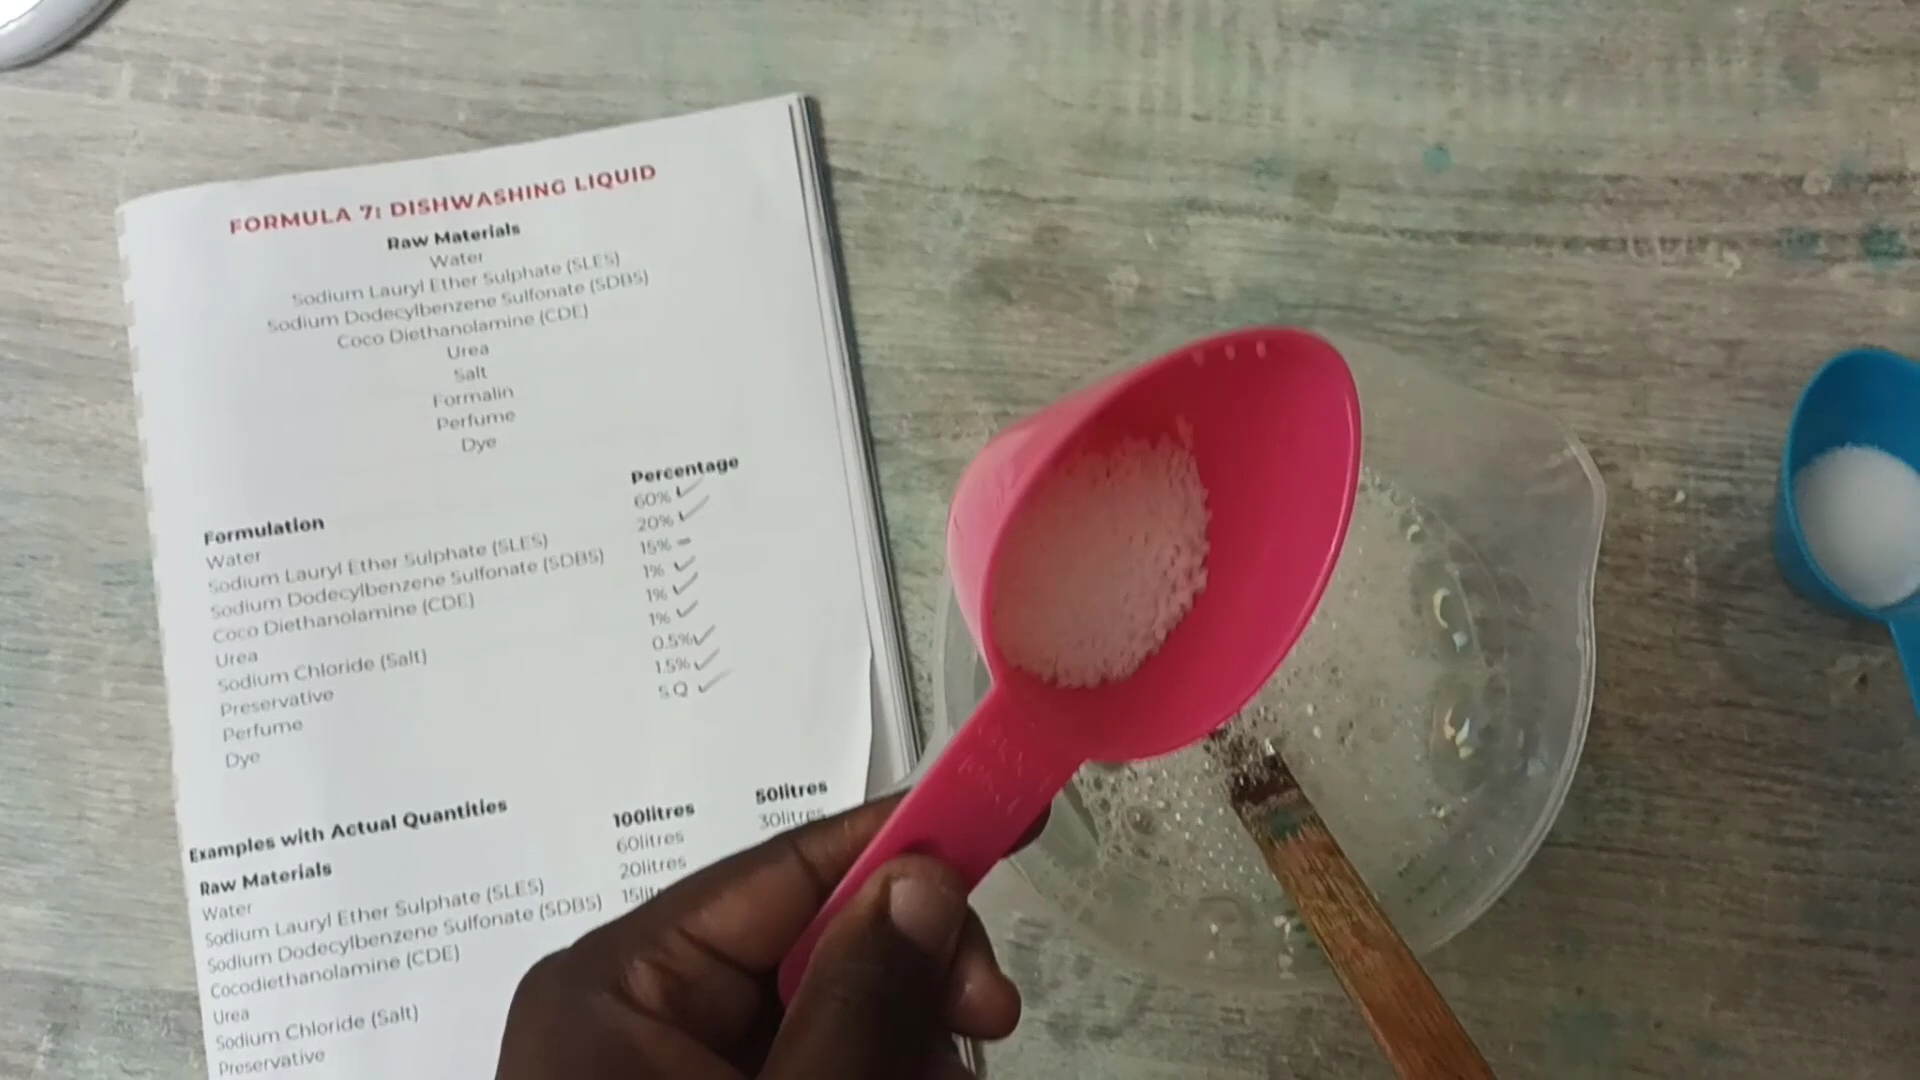 FORMULA 7: DISHWASHING LIQUID
Raw Materials
Water
Sodium Lauryl Ether Sulphate (SLES)
Sodium Dodecylbenzene Sulfonate (SDBS)
Coco Diethanolamine (CDE)
Urea
Salt
Formalin
Perfume
Dye
Formulation Percentage
Water 60%
Sodium Lauryl Ether Sulphate (SLES) 20%
Sodium Dodecylbenzene Sulfonate (SDBS) 15%
Coco Diethanolamine (CDE) 1%
Urea 1%
Sodium Chloride (Salt) 1%
Preservative 0.5%
Perfume 1.5%
Dye S.Q
Examples with Actual Quantities
Raw Materials 100litres 50litres
Water 60litres 30litres
Sodium Lauryl Ether Sulphate (SLES) 20litres
Sodium Dodecylbenzene Sulfonate (SDBS)
Cocodiethanolamine (CDE)
Urea
Sodium Chloride (Salt)
Preservative